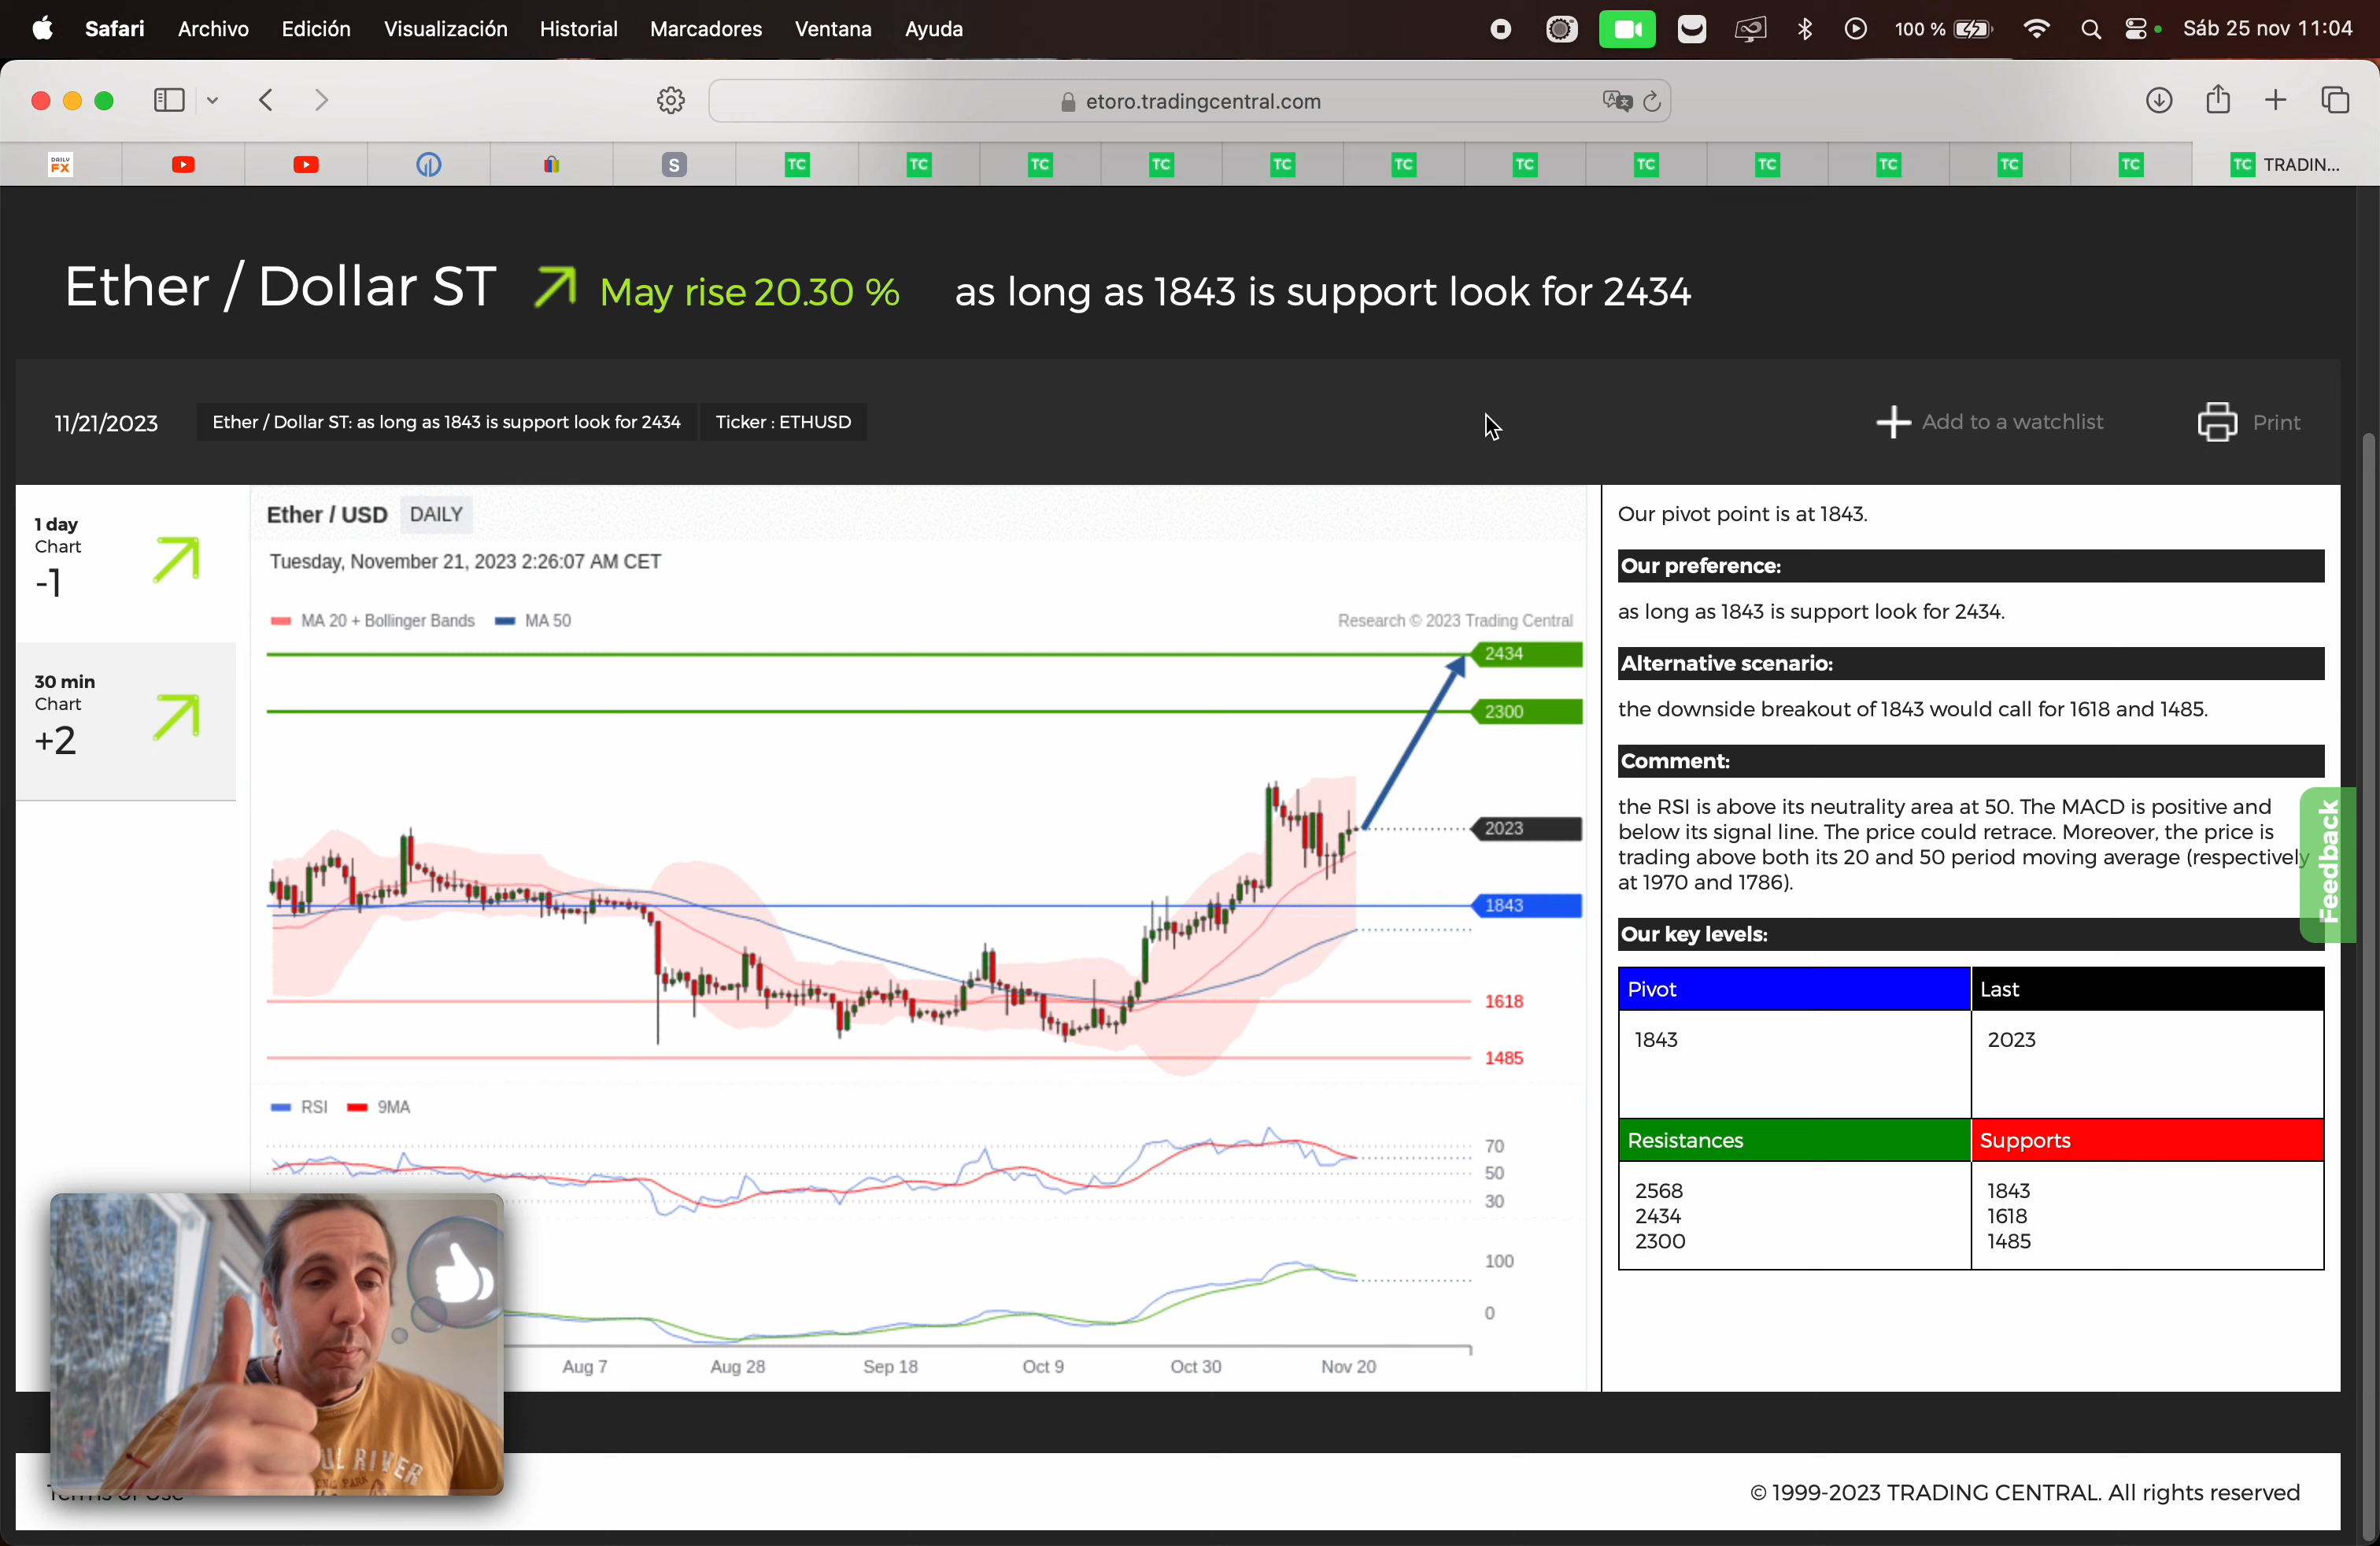 Safari Archivo Edición Visualización Historial Marcadores Ventana Ayuda 100 % Sáb 25 nov 11:04
etoro.tradingcentral.com
DAILY FX S TC TC TC TC TC TC TC TC TC TC TC TC TC TRADIN...
Ether / Dollar ST May rise 20.30 % as long as 1843 is support look for 2434
11/21/2023 Ether / Dollar ST: as long as 1843 is support look for 2434 Ticker : ETHUSD Add to a watchlist Print
1 day
Chart
-1
30 min
Chart
+2
Ether / USD DAILY
Tuesday, November 21, 2023 2:26:07 AM CET
MA 20 + Bollinger Bands MA 50 Research © 2023 Trading Central
2434
2300
2023
1843
1618
1485
RSI 9MA
70
50
30
100
0
Aug 7 Aug 28 Sep 18 Oct 9 Oct 30 Nov 20
Our pivot point is at 1843.
Our preference:
as long as 1843 is support look for 2434.
Alternative scenario:
the downside breakout of 1843 would call for 1618 and 1485.
Comment:
the RSI is above its neutrality area at 50. The MACD is positive and
below its signal line. The price could retrace. Moreover, the price is
trading above both its 20 and 50 period moving average (respectively
at 1970 and 1786).
Our key levels:
Pivot Last
1843 2023
Resistances Supports
2568 1843
2434 1618
2300 1485
Feedback
UL RIVER
Terms of Use
© 1999-2023 TRADING CENTRAL. All rights reserved